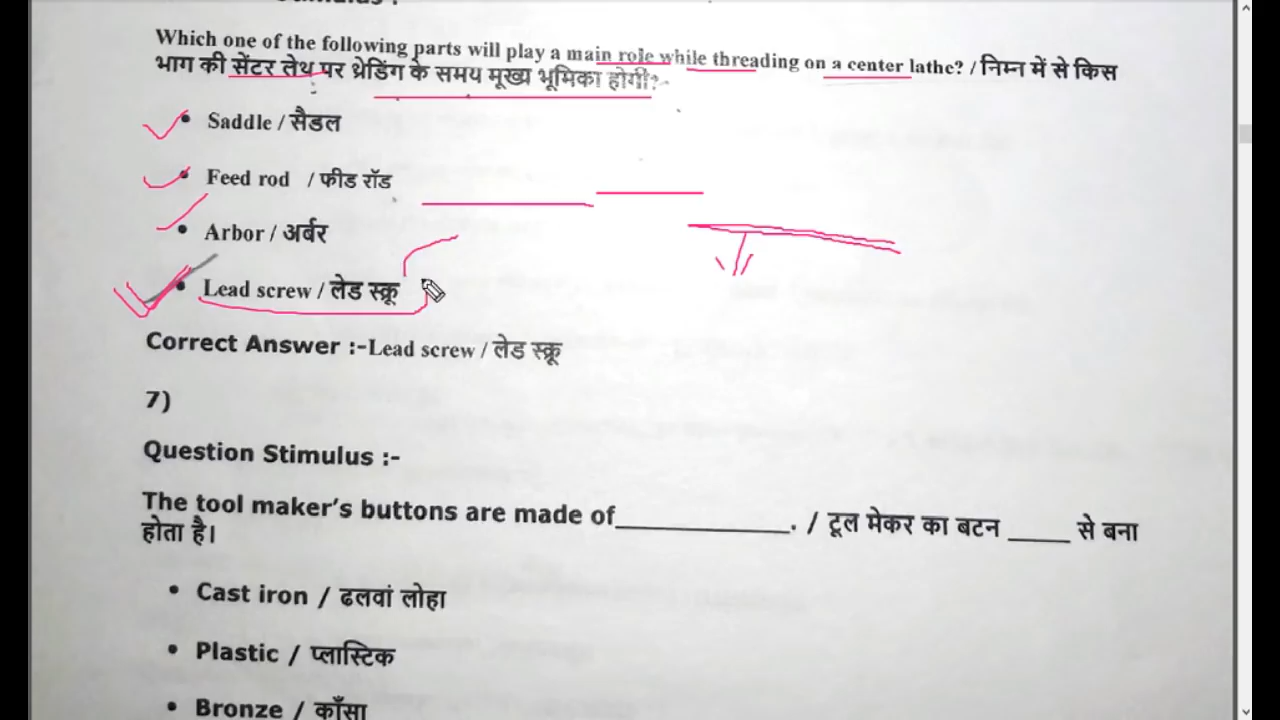 Which one of the following parts will play a main role while threading on a center lathe? / निम्न में से किस
भाग की सेंटर लेथ पर थ्रेडिंग के समय मूख्य भूमिका होगी?
• Saddle / सैडल
• Feed rod / फीड रॉड
• Arbor / अर्बर
• Lead screw / लेड स्क्रू
Correct Answer :-Lead screw / लेड स्क्रू
7)
Question Stimulus :-
The tool maker's buttons are made of____________. / टूल मेकर का बटन _____ से बना
होता है।
• Cast iron / ढलवां लोहा
• Plastic / प्लास्टिक
• Bronze / काँसा